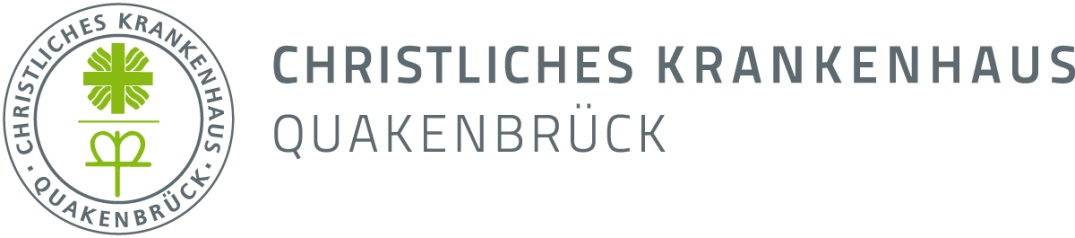 CHRISTLICHES KRANKENHAUS
· QUAKENBRÜCK ·
CHRISTLICHES KRANKENHAUS
QUAKENBRÜCK